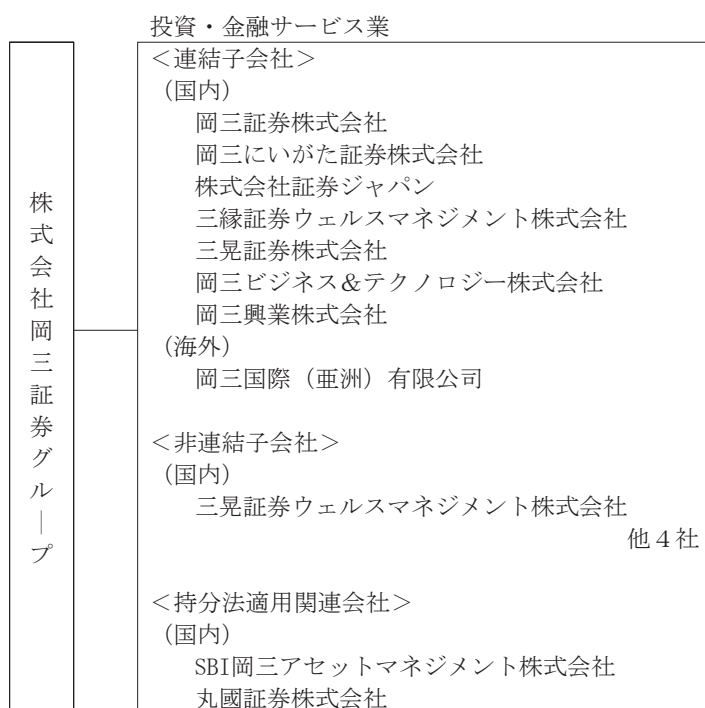 投資・金融サービス業
株式会社岡三証券グループ
＜連結子会社＞
（国内）
岡三証券株式会社
岡三にいがた証券株式会社
株式会社証券ジャパン
三縁証券ウェルスマネジメント株式会社
三晃証券株式会社
岡三ビジネス＆テクノロジー株式会社
岡三興業株式会社
（海外）
岡三国際（亜洲）有限公司
＜非連結子会社＞
（国内）
三晃証券ウェルスマネジメント株式会社
他４社
＜持分法適用関連会社＞
（国内）
SBI岡三アセットマネジメント株式会社
丸國証券株式会社